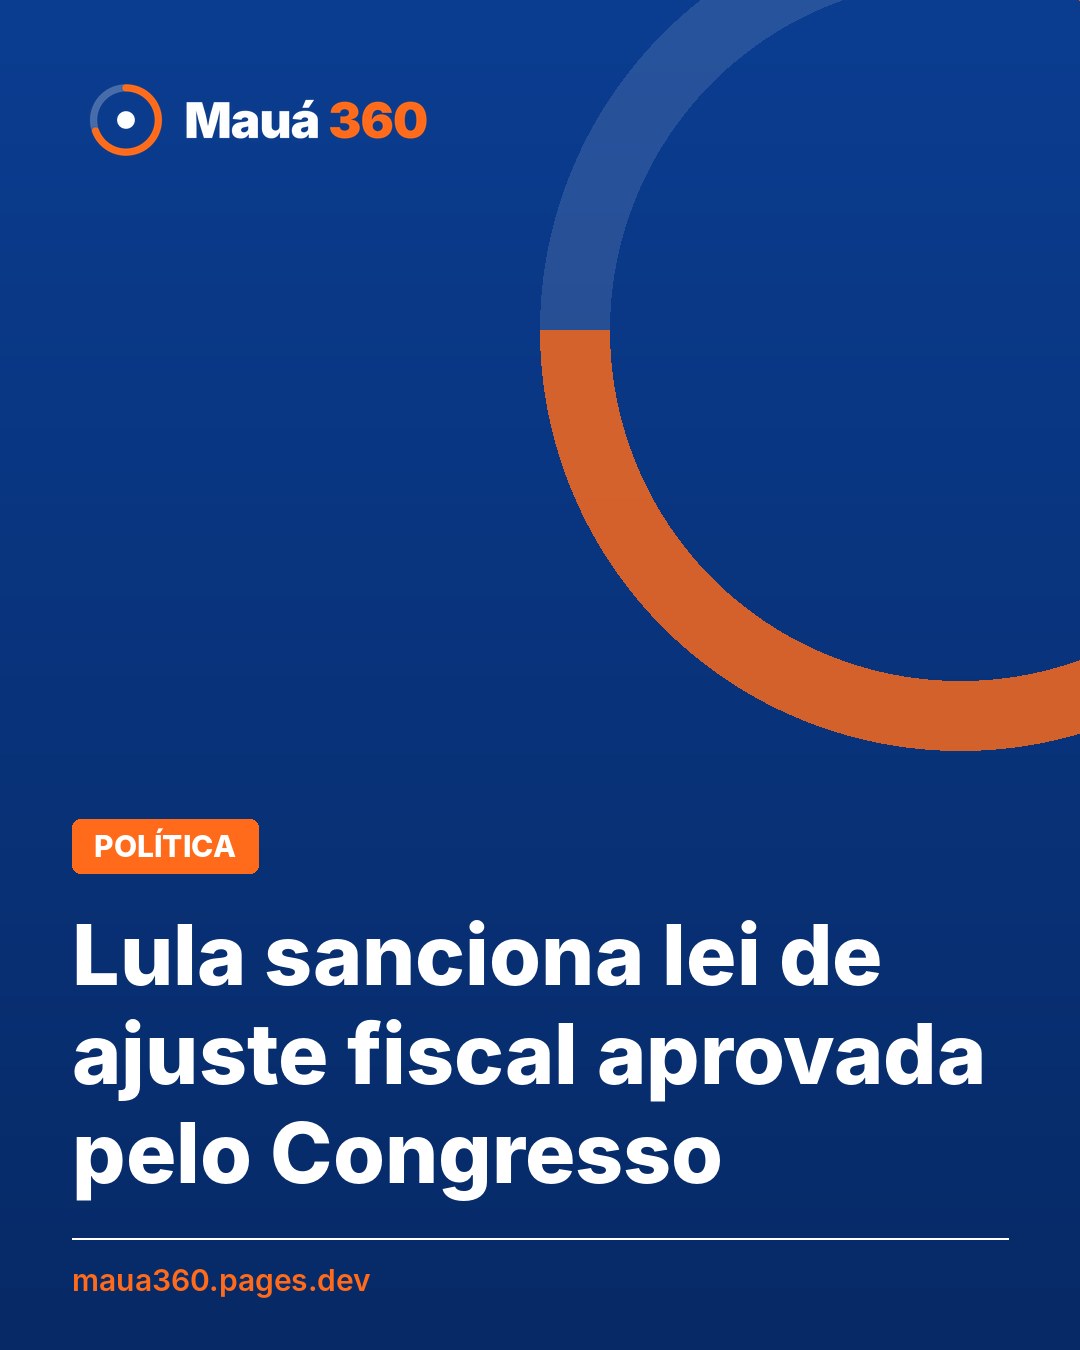 Mauá 360
POLÍTICA
Lula sanciona lei de
ajuste fiscal aprovada
pelo Congresso
maua360.pages.dev